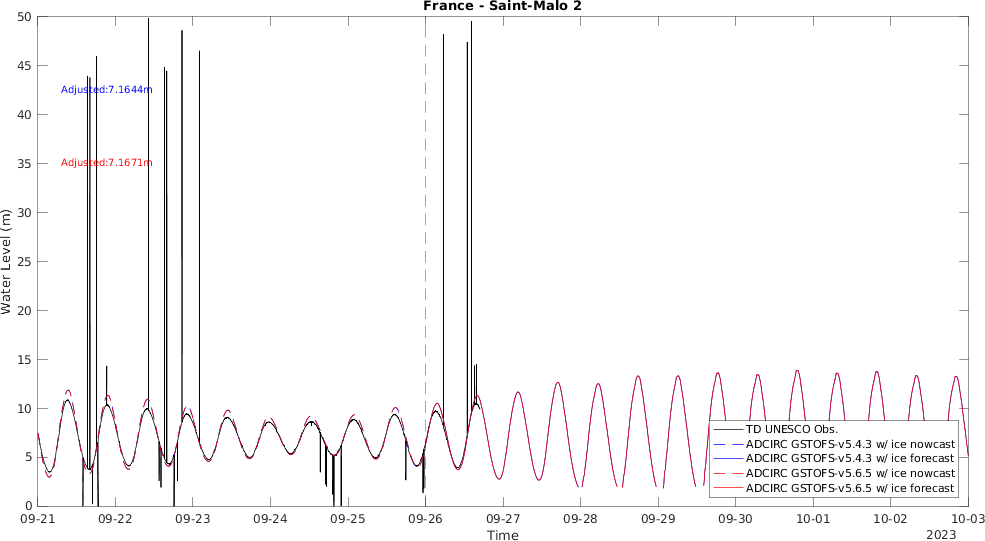 France - Saint-Malo 2
50
45
40
35
30
25
20
15
10
5
0
Water Level (m)
Adjusted:7.1644m
Adjusted:7.1671m
TD UNESCO Obs.
ADCIRC GSTOFS-v5.4.3 w/ ice nowcast
ADCIRC GSTOFS-v5.4.3 w/ ice forecast
ADCIRC GSTOFS-v5.6.5 w/ ice nowcast
ADCIRC GSTOFS-v5.6.5 w/ ice forecast
09-21 09-22 09-23 09-24 09-25 09-26 09-27 09-28 09-29 09-30 10-01 10-02 10-03
Time
2023